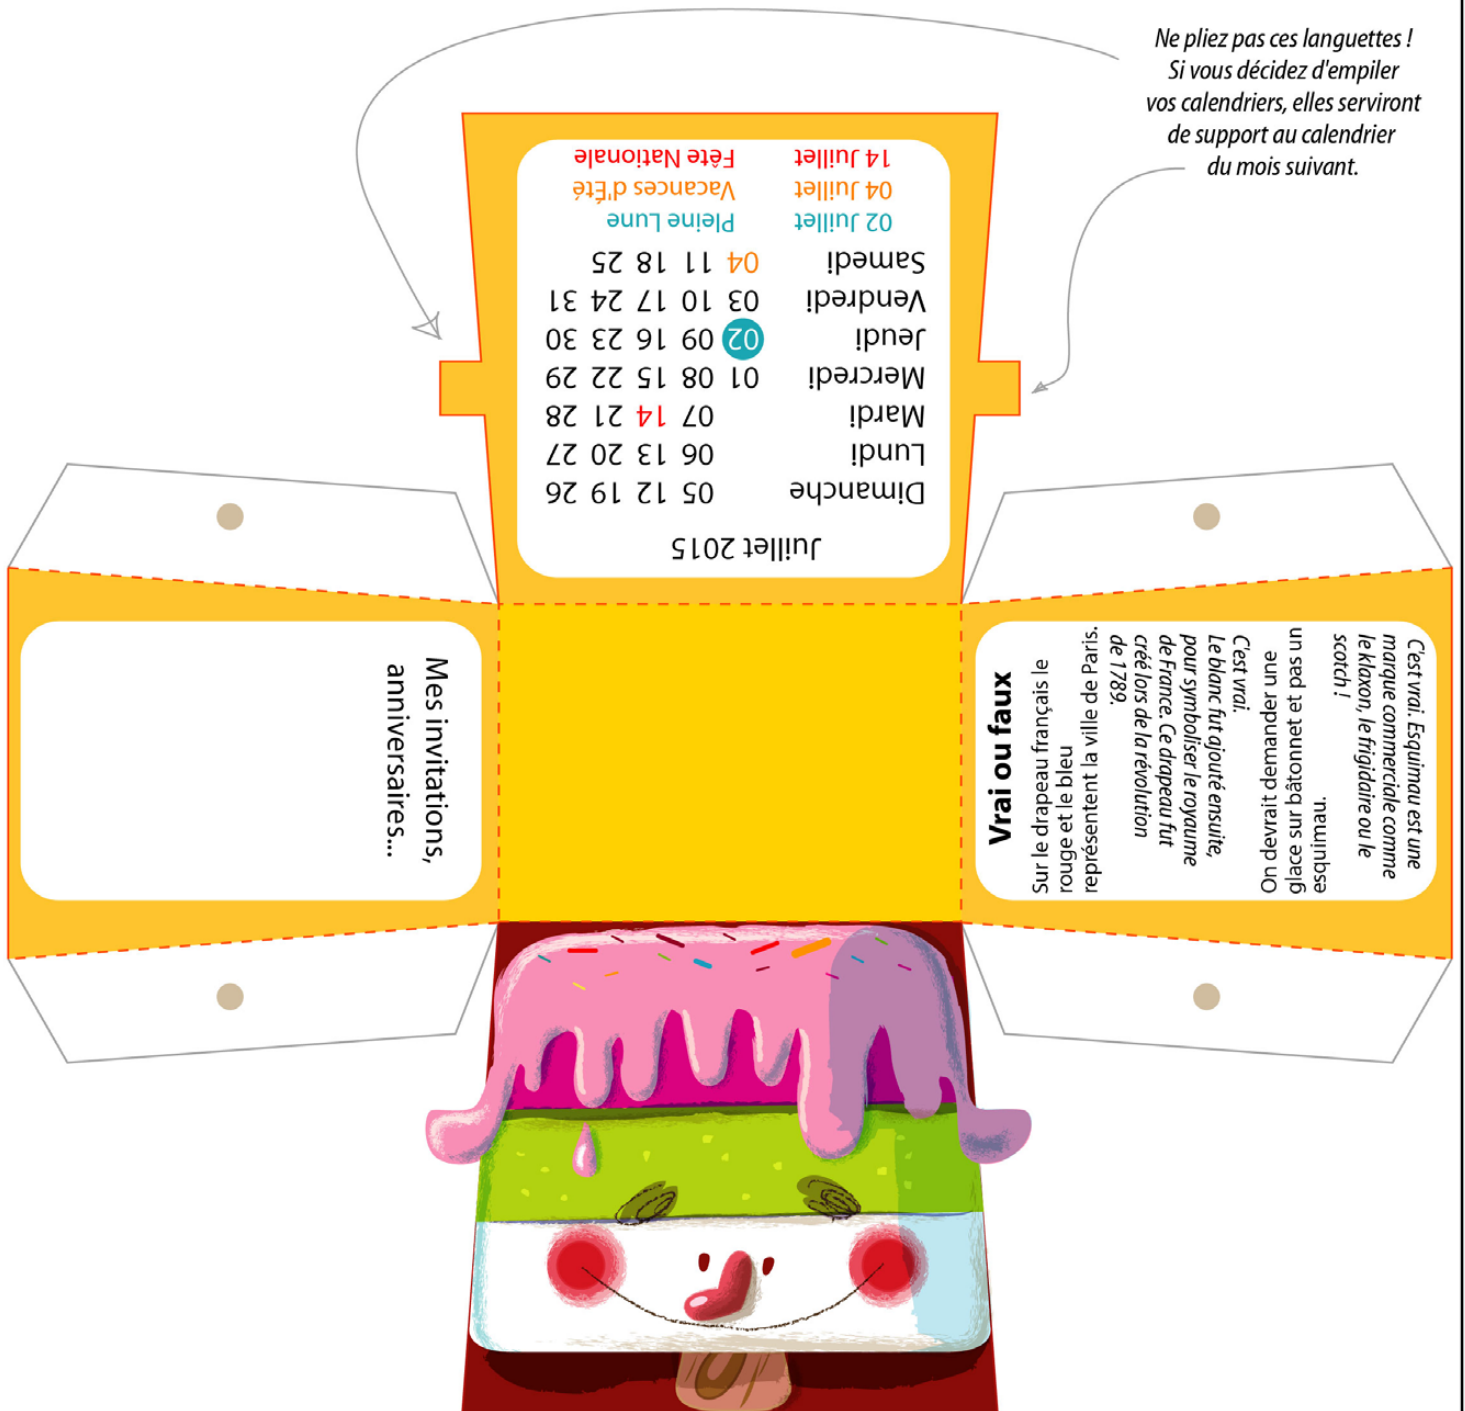 Ne pliez pas ces languettes !
Si vous décidez d'empiler
vos calendriers, elles serviront
de support au calendrier
du mois suivant.
Juillet 2015
Dimanche 05 12 19 26
Lundi 06 13 20 27
Mardi 07 14 21 28
Mercredi 01 08 15 22 29
Jeudi 02 09 16 23 30
Vendredi 03 10 17 24 31
Samedi 04 11 18 25
02 Juillet Pleine Lune
04 Juillet Vacances d'Été
14 Juillet Fête Nationale
Mes invitations,
anniversaires...
Vrai ou faux
Sur le drapeau français le
rouge et le bleu
représentent la ville de Paris.
C'est vrai.
Le blanc fut ajouté ensuite,
pour symboliser le royaume
de France. Ce drapeau fut
créé lors de la révolution
de 1789.
On devrait demander une
glace sur bâtonnet et pas un
esquimau.
C'est vrai. Esquimau est une
marque commerciale comme
le klaxon, le frigidaire ou le
scotch !